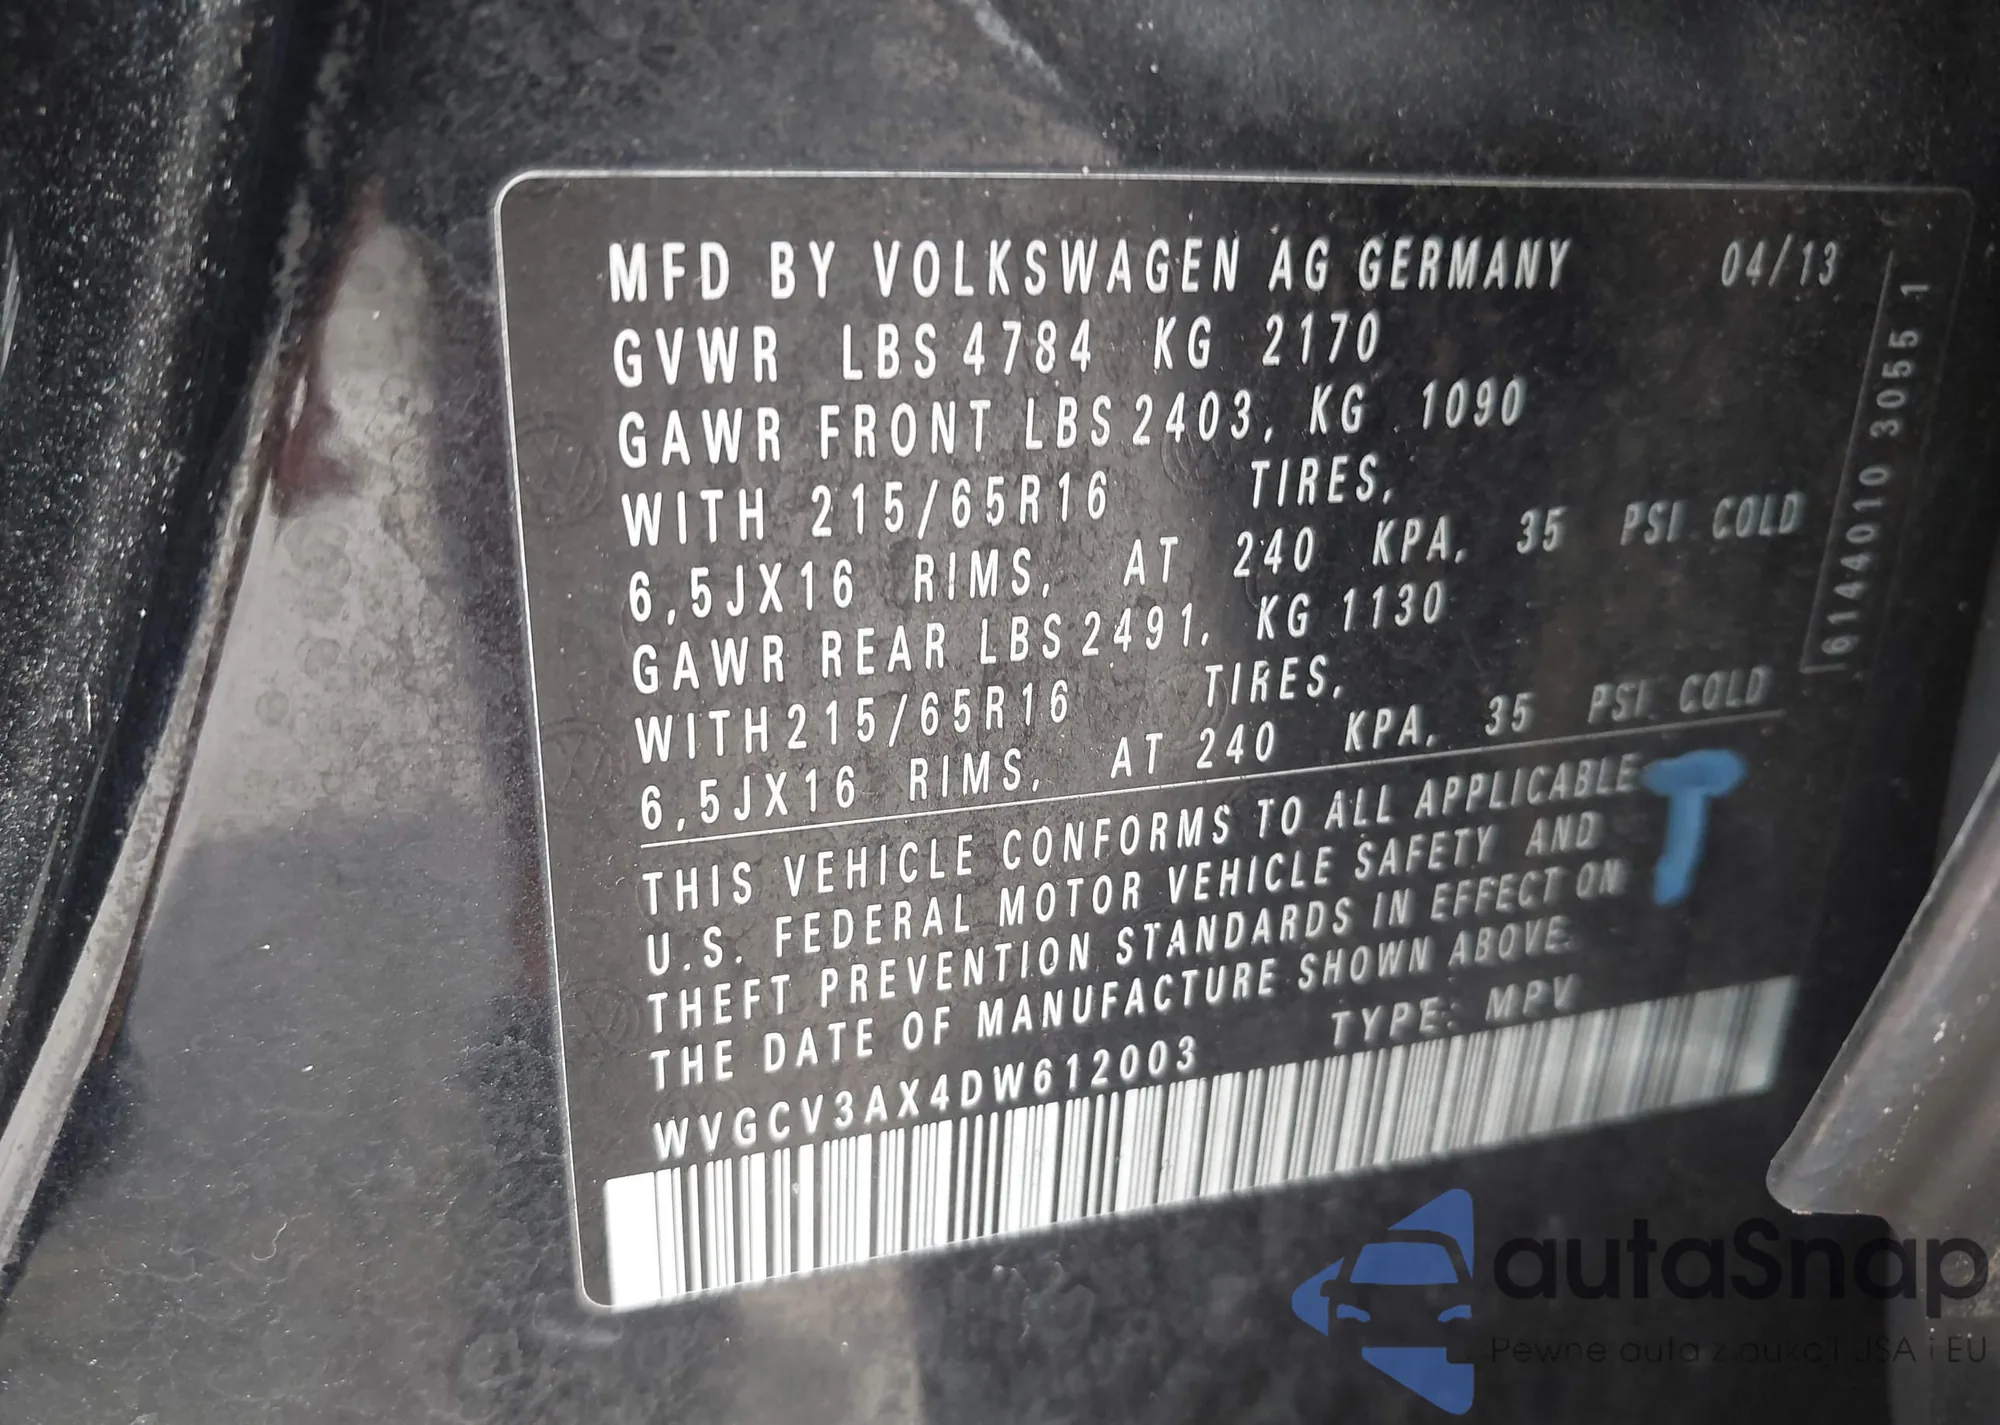 MFD BY VOLKSWAGEN AG GERMANY 04/13
GVWR LBS 4784 KG 2170
GAWR FRONT LBS 2403, KG 1090
WITH 215/65R16 TIRES,
6,5JX16 RIMS, AT 240 KPA, 35 PSI COLD
GAWR REAR LBS 2491, KG 1130
WITH 215/65R16 TIRES,
6,5JX16 RIMS, AT 240 KPA, 35 PSI COLD
THIS VEHICLE CONFORMS TO ALL APPLICABLE
U.S. FEDERAL MOTOR VEHICLE SAFETY AND
THEFT PREVENTION STANDARDS IN EFFECT ON
THE DATE OF MANUFACTURE SHOWN ABOVE.
WVGCV3AX4DW612003 TYPE: MPV
6144010 3055 1
T
autaSnap
Pewne auta z aukcji USA i EU